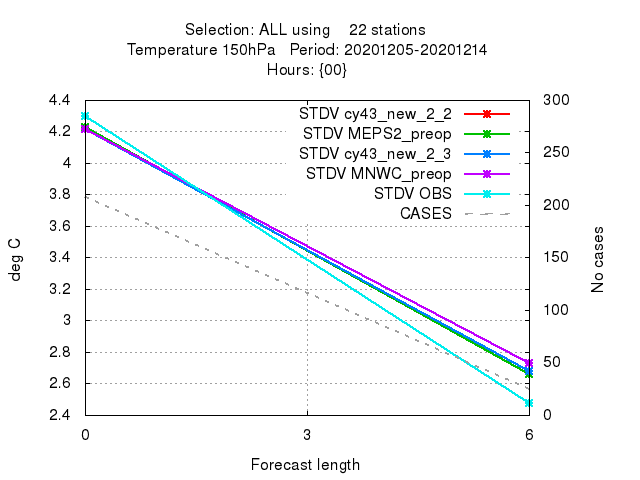 Selection: ALL using 22 stations
Temperature 150hPa Period: 20201205-20201214
Hours: {00}
STDV cy43_new_2_2
STDV MEPS2_preop
STDV cy43_new_2_3
STDV MNWC_preop
STDV OBS
CASES
deg C
4.4
4.2
4
3.8
3.6
3.4
3.2
3
2.8
2.6
2.4
No cases
300
250
200
150
100
50
0
0 3 6
Forecast length